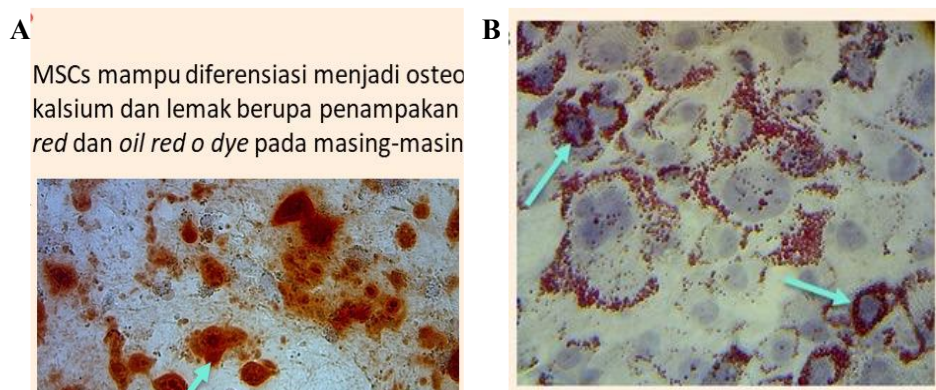 A
B
MSCs mampu diferensiasi menjadi osteo
kalsium dan lemak berupa penampakan
red dan oil red o dye pada masing-masin